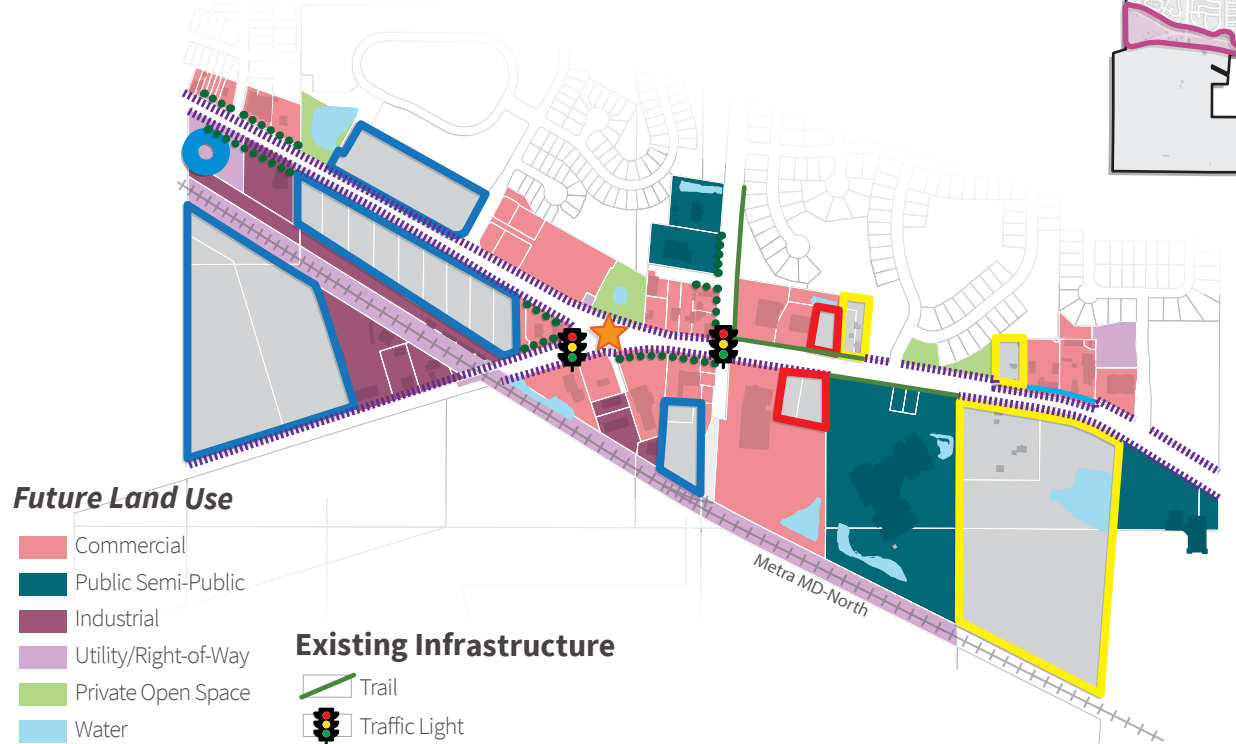 Metra MD-North
Future Land Use
Commercial
Public Semi-Public
Industrial
Utility/Right-of-Way
Private Open Space
Water
Existing Infrastructure
Trail
Traffic Light